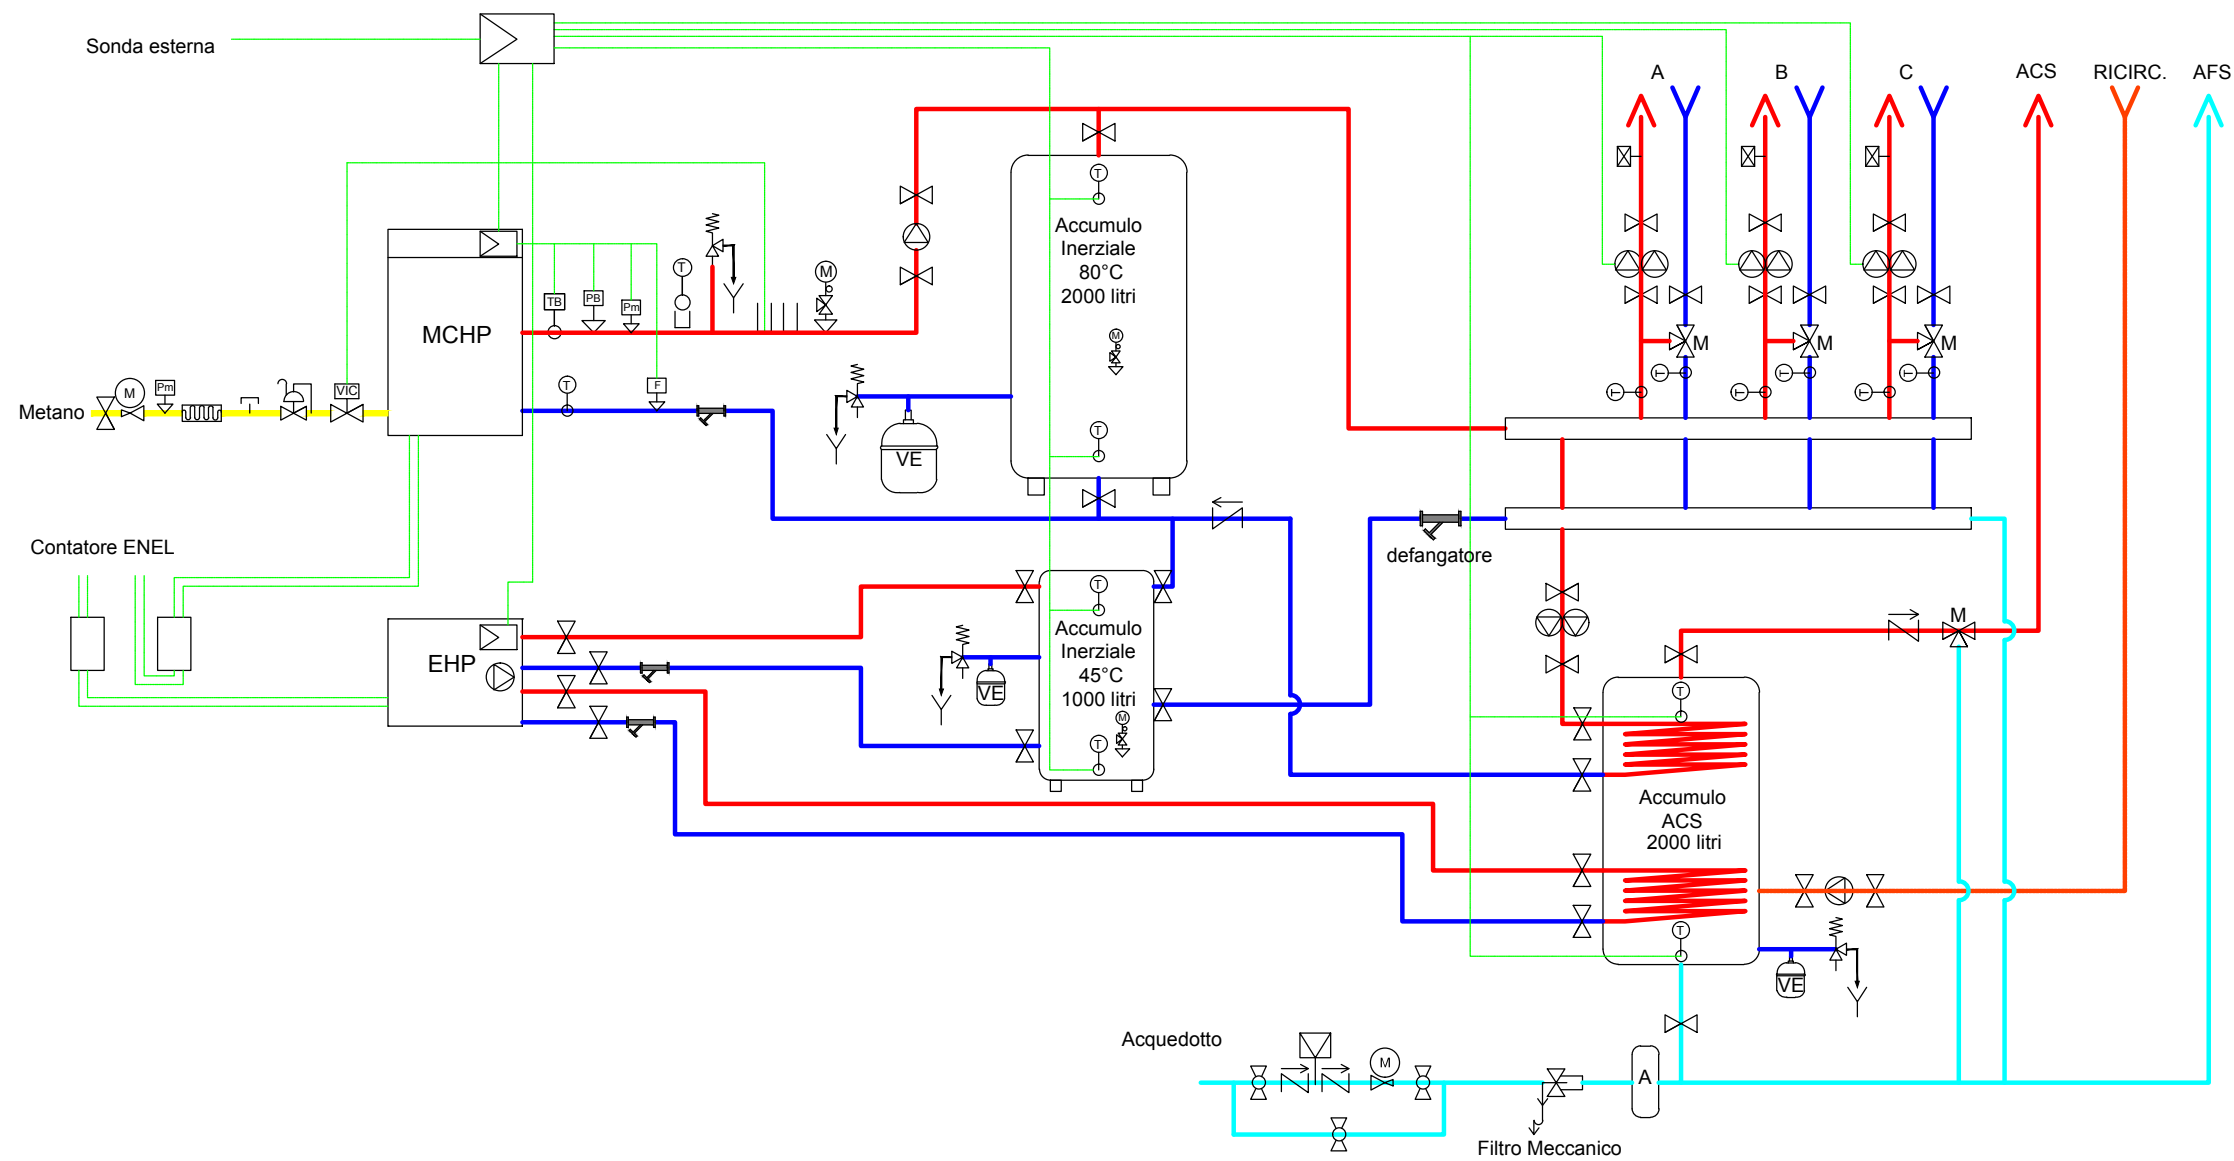 Sonda esterna
A
B
C
ACS
RICIRC.
AFS
T
Accumulo
Inerziale
80°C
2000 litri
M
T
TB
PB
Pm
T
M
MCHP
M
M
M
T
T
T
T
T
T
Metano
M
Pm
VIC
T
F
VE
T
Contatore ENEL
defangatore
T
Accumulo
Inerziale
45°C
1000 litri
M
T
EHP
VE
M
T
Accumulo
ACS
2000 litri
T
VE
Acquedotto
M
A
Filtro Meccanico